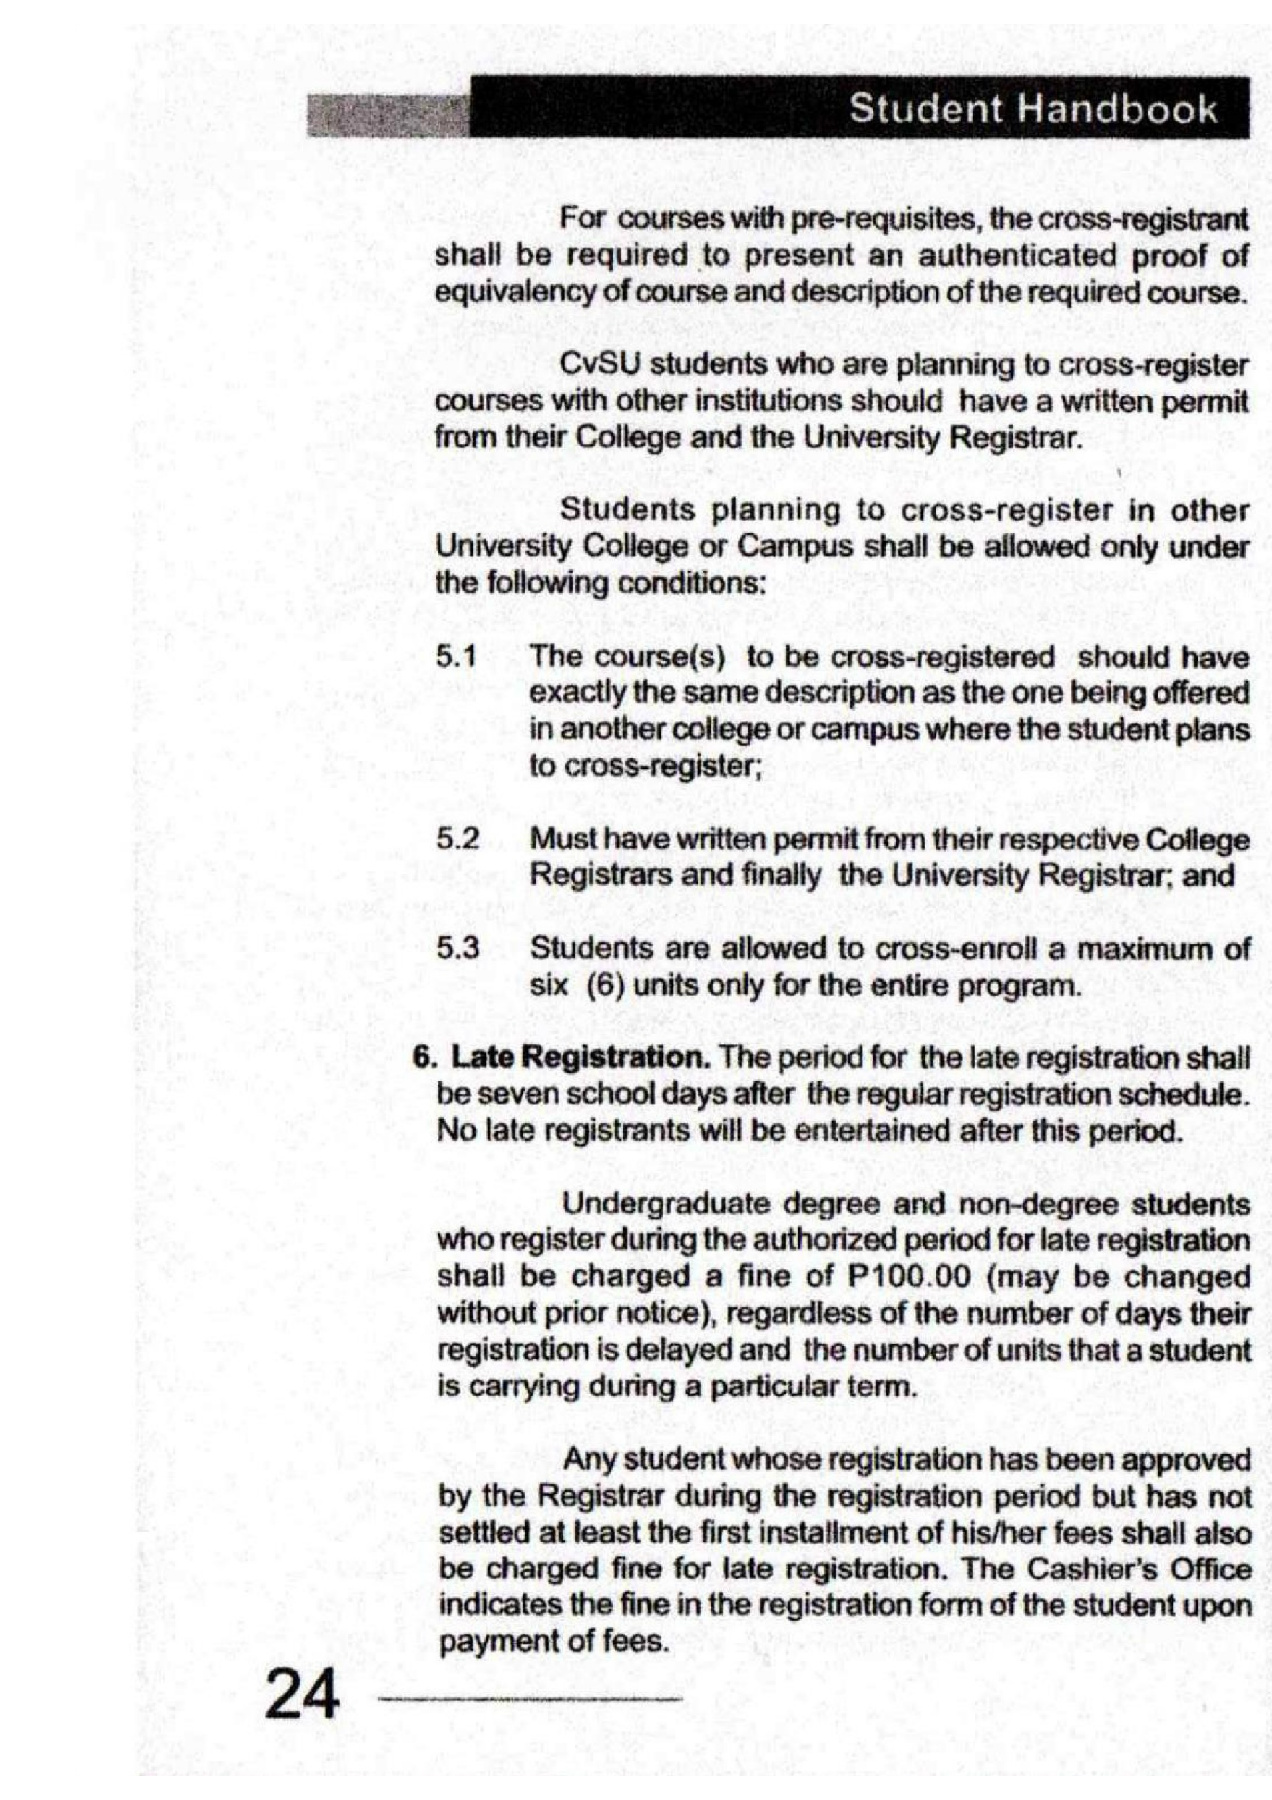 Student Handbook
For courses with pre-requisites, the cross-registrant
shall be required to present an authenticated proof of
equivalency of course and description of the required course.
CvSU students who are planning to cross-register
courses with other institutions should have a written permit
from their College and the University Registrar.
Students planning to cross-register in other
University College or Campus shall be allowed only under
the following conditions:
5.1 The course(s) to be cross-registered should have
exactly the same description as the one being offered
in another college or campus where the student plans
to cross-register;
5.2 Must have written permit from their respective College
Registrars and finally the University Registrar; and
5.3 Students are allowed to cross-enroll a maximum of
six (6) units only for the entire program.
6. Late Registration. The period for the late registration shall
be seven school days after the regular registration schedule.
No late registrants will be entertained after this period.
Undergraduate degree and non-degree students
who register during the authorized period for late registration
shall be charged a fine of P100.00 (may be changed
without prior notice), regardless of the number of days their
registration is delayed and the number of units that a student
is carrying during a particular term.
Any student whose registration has been approved
by the Registrar during the registration period but has not
settled at least the first installment of his/her fees shall also
be charged fine for late registration. The Cashier's Office
indicates the fine in the registration form of the student upon
payment of fees.
24